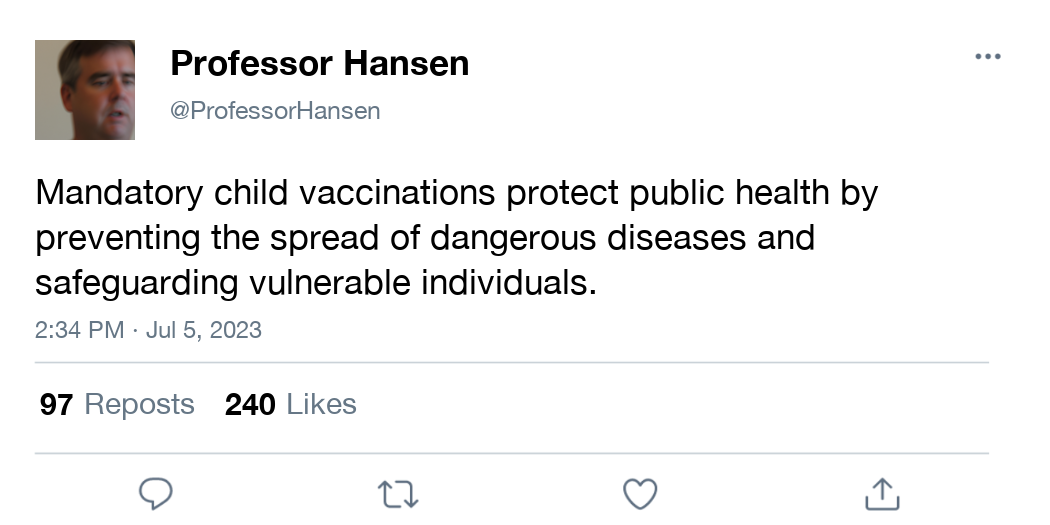 Professor Hansen
@ProfessorHansen
Mandatory child vaccinations protect public health by
preventing the spread of dangerous diseases and
safeguarding vulnerable individuals.
2:34 PM · Jul 5, 2023
97 Reposts 240 Likes